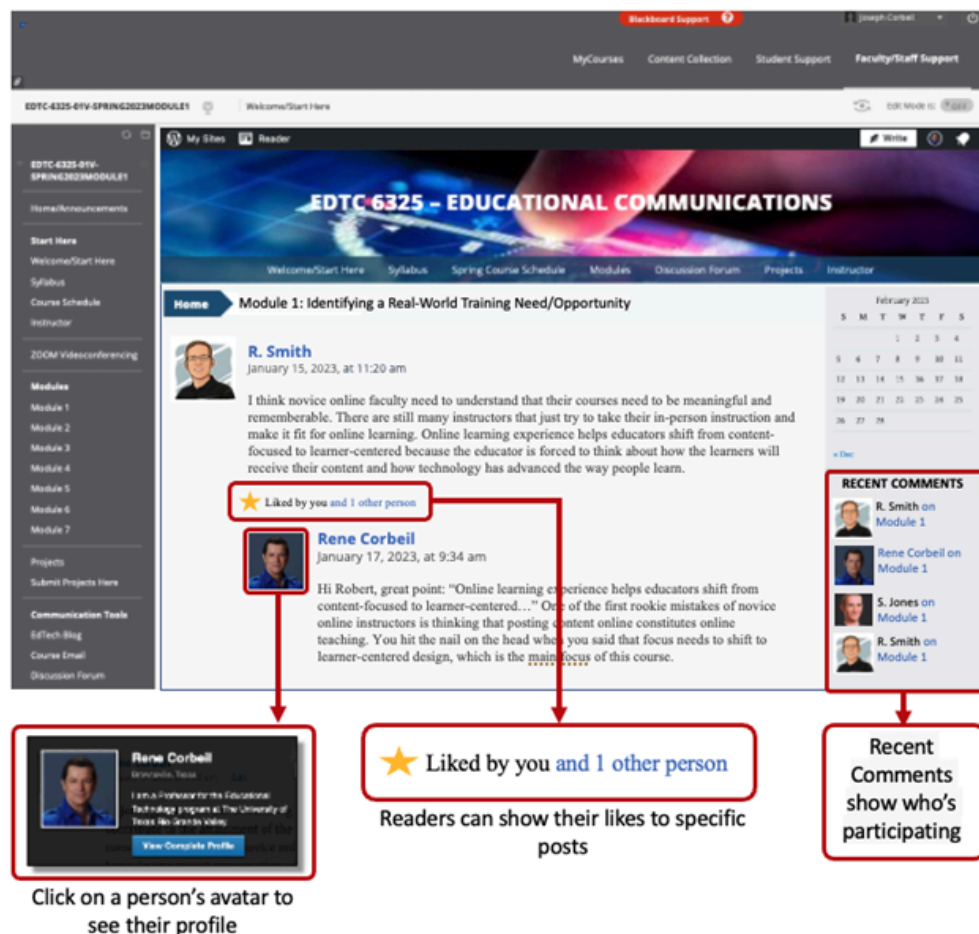 Blackboard Support ?
Joseph Corbeil
MyCourses Content Collection Student Support Faculty/Staff Support
EDTC-6325-01V-SPRING2023MODULE1 Welcome/Start Here Edit Mode is: OFF
EDTC-6325-01V-
SPRING2023MODULE1
Home/Announcements
Start Here
Welcome/Start Here
Syllabus
Course Schedule
Instructor
ZOOM Videoconferencing
Modules
Module 1
Module 2
Module 3
Module 4
Module 5
Module 6
Module 7
Projects
Submit Projects Here
Communication Tools
EdTech Blog
Course Email
Discussion Forum
My Sites Reader Write
EDTC 6325 – EDUCATIONAL COMMUNICATIONS
Welcome/Start Here Syllabus Spring Course Schedule Modules Discussion Forum Projects Instructor
Home Module 1: Identifying a Real-World Training Need/Opportunity
R. Smith
January 15, 2023, at 11:20 am
I think novice online faculty need to understand that their courses need to be meaningful and
rememberable. There are still many instructors that just try to take their in-person instruction and
make it fit for online learning. Online learning experience helps educators shift from content-
focused to learner-centered because the educator is forced to think about how the learners will
receive their content and how technology has advanced the way people learn.
Liked by you and 1 other person
Rene Corbeil
January 17, 2023, at 9:34 am
Hi Robert, great point: “Online learning experience helps educators shift from
content-focused to learner-centered…” One of the first rookie mistakes of novice
online instructors is thinking that posting content online constitutes online
teaching. You hit the nail on the head when you said that focus needs to shift to
learner-centered design, which is the main focus of this course.
February 2023
S M T W T F S
1 2 3 4
5 6 7 8 9 10 11
12 13 14 15 16 17 18
19 20 21 22 23 24 25
26 27 28
« Dec
RECENT COMMENTS
R. Smith on
Module 1
Rene Corbeil on
Module 1
S. Jones on
Module 1
R. Smith on
Module 1
Rene Corbeil
Texas
I am a Professor for the Educational
Technology program at The University of
Texas Rio Grande Valley
View Complete Profile
Click on a person’s avatar to
see their profile
Liked by you and 1 other person
Readers can show their likes to specific
posts
Recent
Comments
show who’s
participating